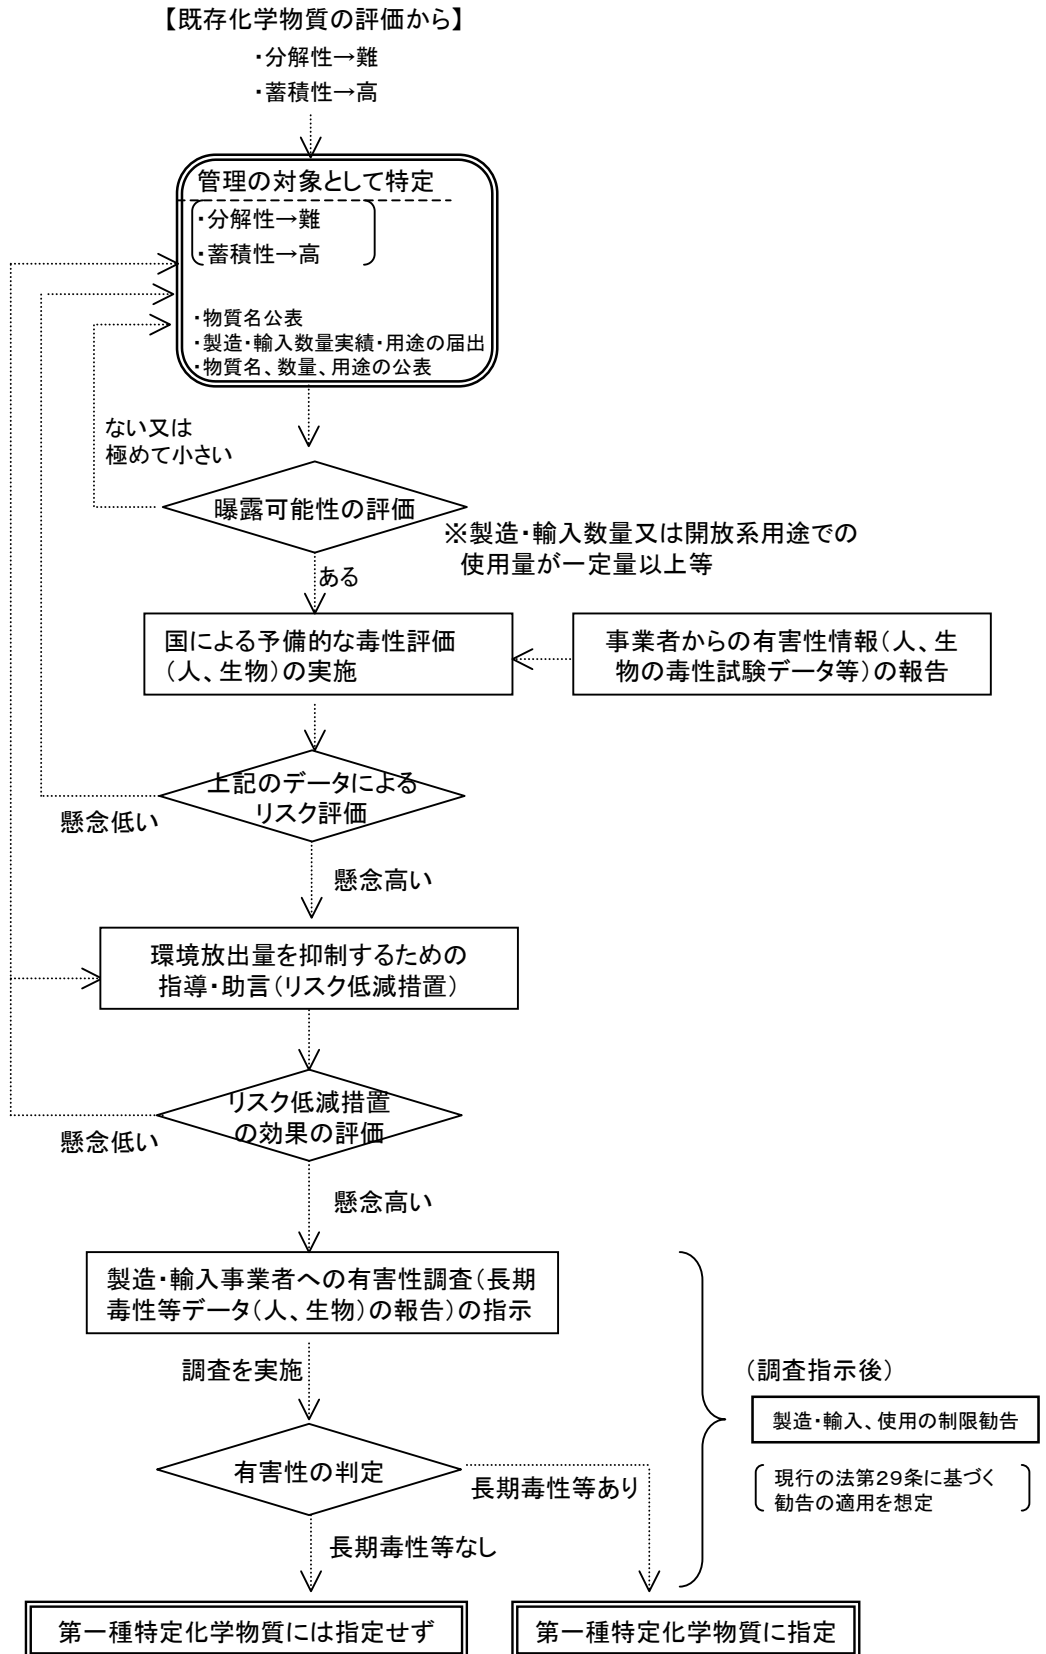 【既存化学物質の評価から】
・分解性→難
・蓄積性→高
管理の対象として特定
・分解性→難
・蓄積性→高
・物質名公表
・製造・輸入数量実績・用途の届出
・物質名、数量、用途の公表
ない又は
極めて小さい
曝露可能性の評価
※製造・輸入数量又は開放系用途での
使用量が一定量以上等
ある
国による予備的な毒性評価
（人、生物）の実施
事業者からの有害性情報（人、生
物の毒性試験データ等）の報告
上記のデータによる
リスク評価
懸念低い
懸念高い
環境放出量を抑制するための
指導・助言（リスク低減措置）
リスク低減措置
の効果の評価
懸念低い
懸念高い
製造・輸入事業者への有害性調査（長期
毒性等データ（人、生物）の報告）の指示
調査を実施
（調査指示後）
製造・輸入、使用の制限勧告
現行の法第２９条に基づく
勧告の適用を想定
有害性の判定
長期毒性等あり
長期毒性等なし
第一種特定化学物質には指定せず
第一種特定化学物質に指定